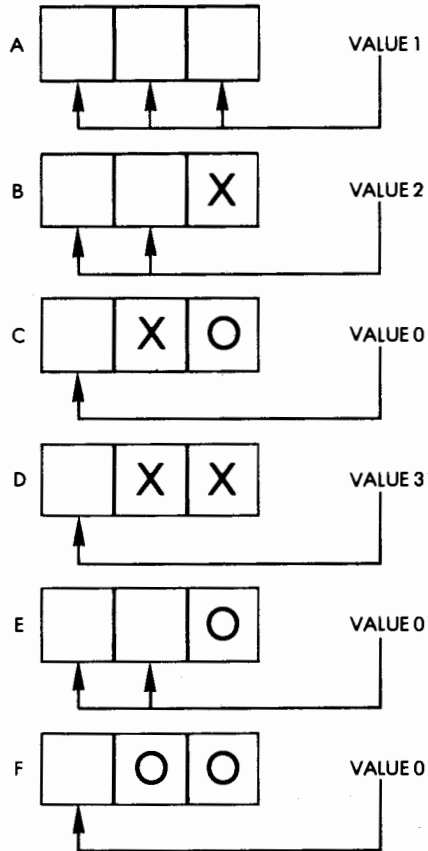 A VALUE 1
B X VALUE 2
C X O VALUE 0
D X X VALUE 3
E O VALUE 0
F O O VALUE 0